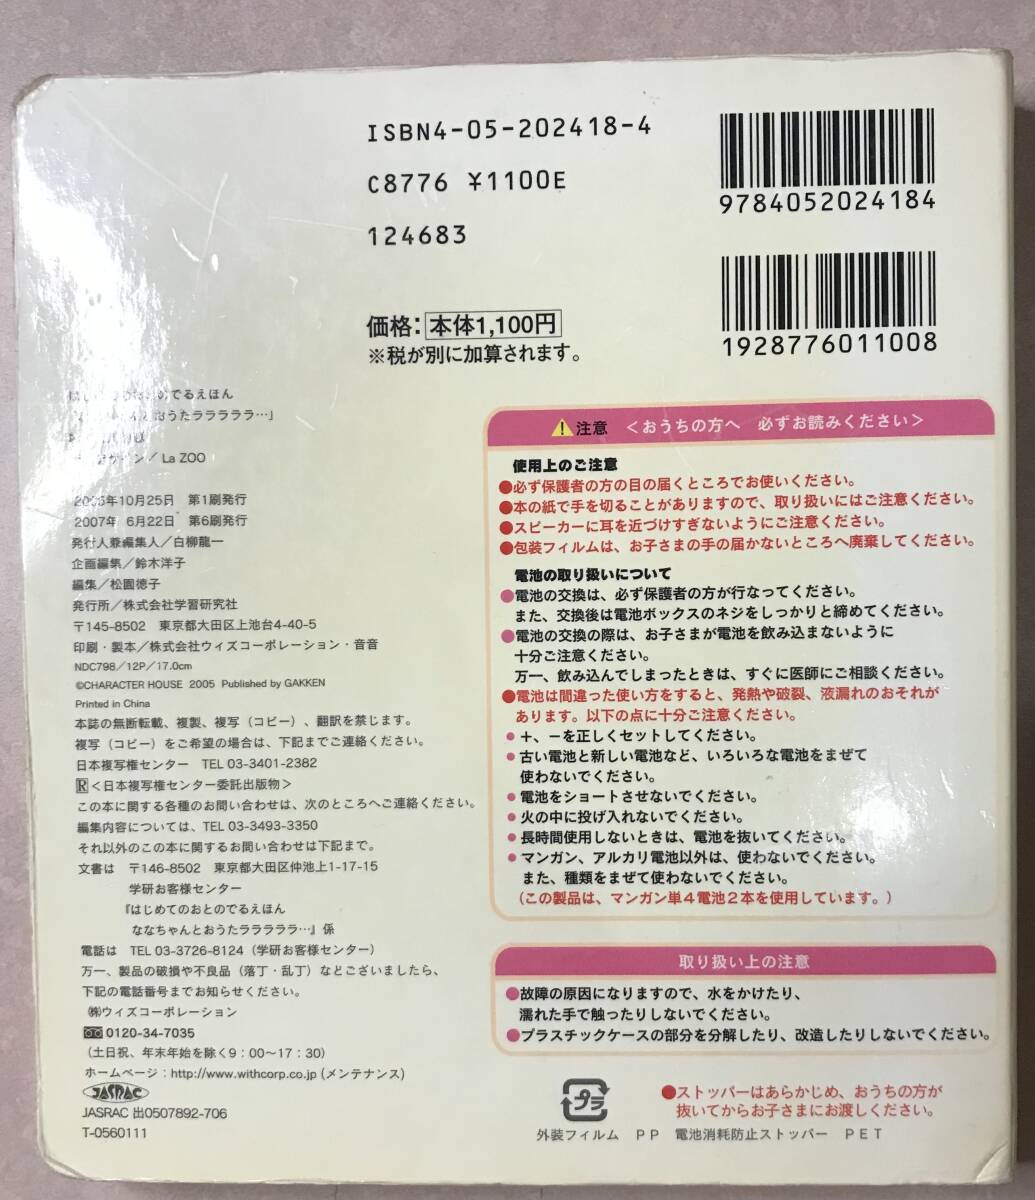 ISBN4-05-202418-4
C8776 ¥1100E
124683
9784052024184
1928776011008
価格：本体1,100円
※税が別に加算されます。
のでるえほん
おうたララララララ…」
デザイン/ La ZOO
10月25日 第1刷発行
2007年 6月22日 第6刷発行
発行人兼編集人／白柳龍一
企画編集／鈴木洋子
編集／松園徳子
発行所／株式会社学習研究社
〒145-8502 東京都大田区上池台4-40-5
印刷・製本／株式会社ウィズコーポレーション・音音
NDC798/12P/17.0cm
©CHARACTER HOUSE 2005 Published by GAKKEN
Printed in China
本誌の無断転載、複製、複写（コピー）、翻訳を禁じます。
複写（コピー）をご希望の場合は、下記までご連絡ください。
日本複写権センター TEL 03-3401-2382
R＜日本複写権センター委託出版物＞
この本に関する各種のお問い合わせは、次のところへご連絡ください。
編集内容については、TEL 03-3493-3350
それ以外のこの本に関するお問い合わせは下記まで。
文書は 〒146-8502 東京都大田区仲池上1-17-15
学研お客様センター
『はじめてのおとのでるえほん
ななちゃんとおうたララララララ…』係
電話は TEL 03-3726-8124（学研お客様センター）
万一、製品の破損や不良品（落丁・乱丁）などございましたら、
下記の電話番号までお知らせください。
㈱ウィズコーポレーション
0120-34-7035
（土日祝、年末年始を除く9：00〜17：30）
ホームページ：http://www.withcorp.co.jp (メンテナンス)
JASRAC
JASRAC 出0507892-706
T-0560111
注意 ＜おうちの方へ 必ずお読みください＞
使用上のご注意
●必ず保護者の方の目の届くところでお使いください。
●本の紙で手を切ることがありますので、取り扱いにはご注意ください。
●スピーカーに耳を近づけすぎないようにご注意ください。
●包装フィルムは、お子さまの手の届かないところへ廃棄してください。
電池の取り扱いについて
●電池の交換は、必ず保護者の方が行なってください。
また、交換後は電池ボックスのネジをしっかりと締めてください。
●電池の交換の際は、お子さまが電池を飲み込まないように
十分ご注意ください。
万一、飲み込んでしまったときは、すぐに医師にご相談ください。
●電池は間違った使い方をすると、発熱や破裂、液漏れのおそれが
あります。以下の点に十分ご注意ください。
•＋、−を正しくセットしてください。
•古い電池と新しい電池など、いろいろな電池をまぜて
使わないでください。
•電池をショートさせないでください。
•火の中に投げ入れないでください。
•長時間使用しないときは、電池を抜いてください。
•マンガン、アルカリ電池以外は、使わないでください。
また、種類をまぜて使わないでください。
（この製品は、マンガン単4電池2本を使用しています。）
取り扱い上の注意
●故障の原因になりますので、水をかけたり、
濡れた手で触ったりしないでください。
●プラスチックケースの部分を分解したり、改造したりしないでください。
プラ
●ストッパーはあらかじめ、おうちの方が
抜いてからお子さまにお渡しください。
外装フィルム PP 電池消耗防止ストッパー PET